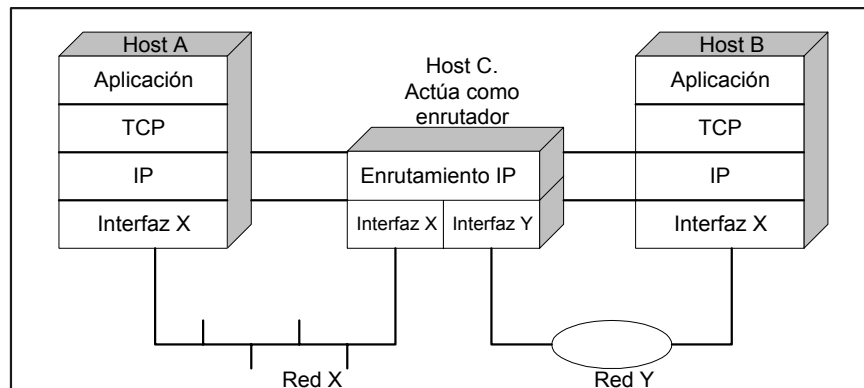 Host A
Aplicación
TCP
IP
Interfaz X
Host C.
Actúa como
enrutador
Enrutamiento IP
Interfaz X
Interfaz Y
Host B
Aplicación
TCP
IP
Interfaz X
Red X
Red Y